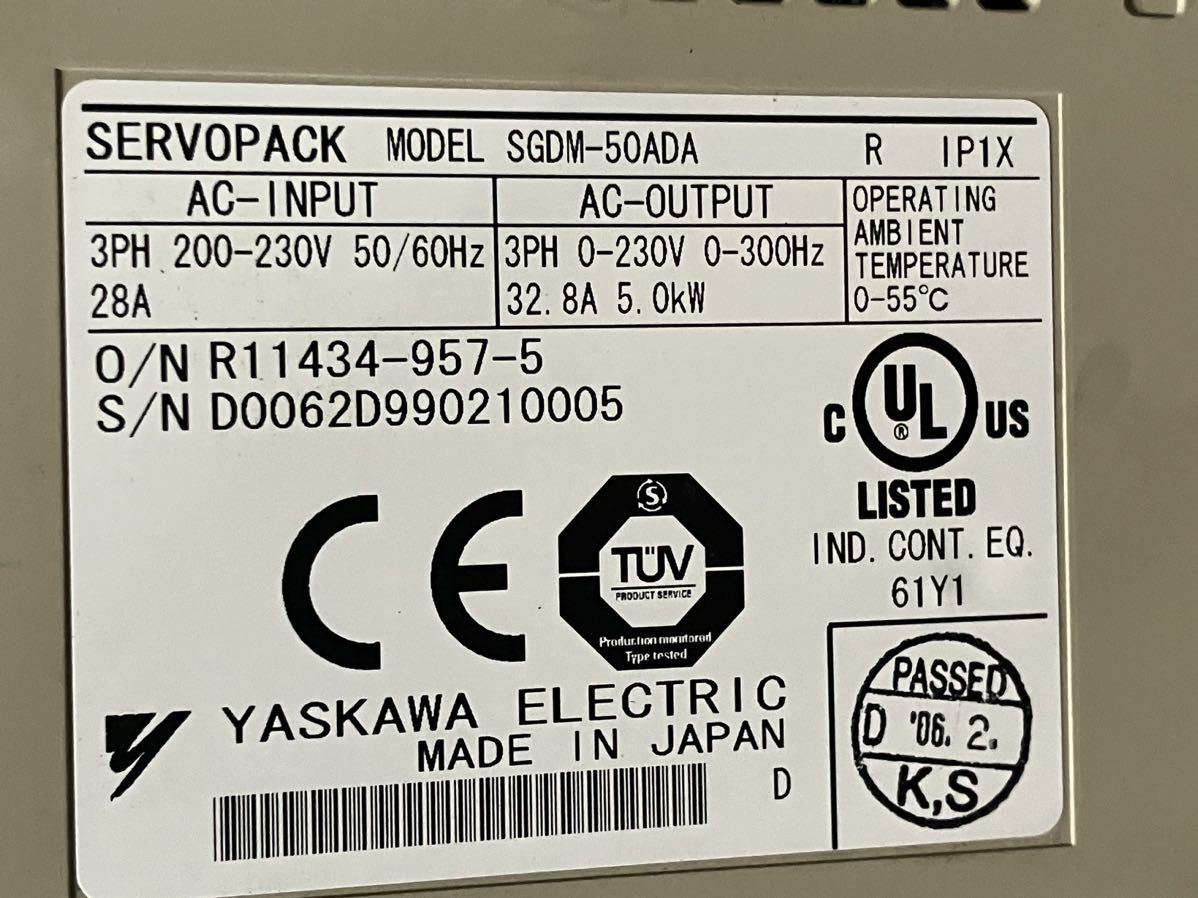 SERVOPACK MODEL SGDM-50ADA R IP1X
AC-INPUT
3PH 200-230V 50/60Hz
28A
AC-OUTPUT
3PH 0-230V 0-300Hz
32.8A 5.0kW
OPERATING
AMBIENT
TEMPERATURE
0-55℃
O/N R11434-957-5
S/N D0062D990210005
C UL ® US
LISTED
IND. CONT. EQ.
61Y1
CE
S
TÜV
PRODUCT SERVICE
Production monitored
Type tested
YASKAWA ELECTRIC
MADE IN JAPAN
D
PASSED
D '06. 2.
K,S